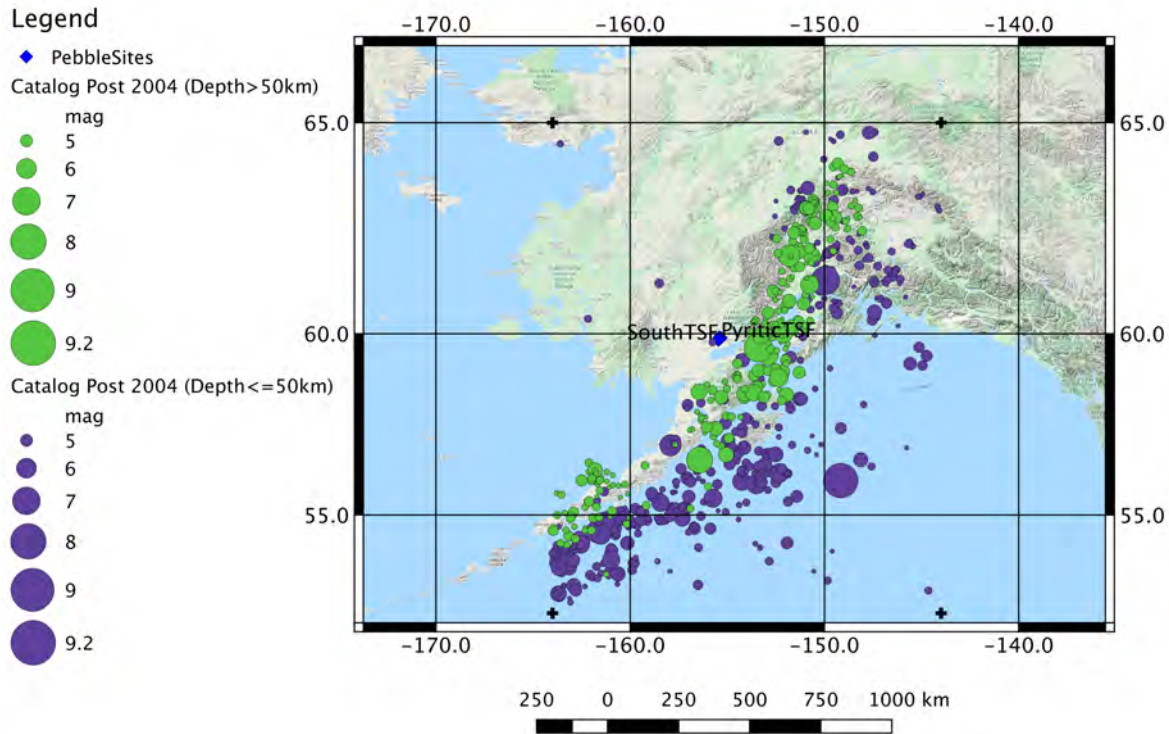 Legend
PebbleSites
Catalog Post 2004 (Depth>50km)
mag
5
6
7
8
9
9.2
Catalog Post 2004 (Depth<=50km)
mag
5
6
7
8
9
9.2
-170.0 -160.0 -150.0 -140.0
65.0 65.0
60.0 SouthTSF PyriticTSF 60.0
55.0 55.0
-170.0 -160.0 -150.0 -140.0
250 0 250 500 750 1000 km